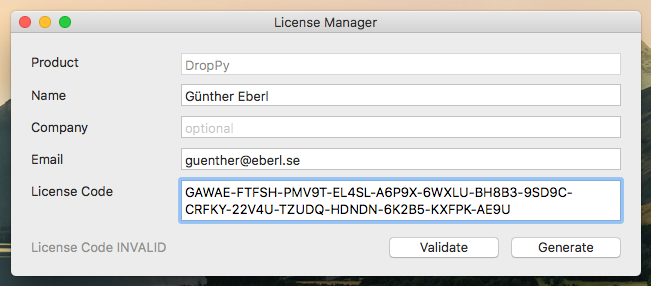 License Manager
Product
DropPy
Name
Günther Eberl
Company
optional
Email
guenther@eberl.se
License Code
GAWAE-FTFSH-PMV9T-EL4SL-A6P9X-6WXLU-BH8B3-9SD9C-
CRFKY-22V4U-TZUDQ-HDNDN-6K2B5-KXFPK-AE9U
License Code INVALID
Validate
Generate